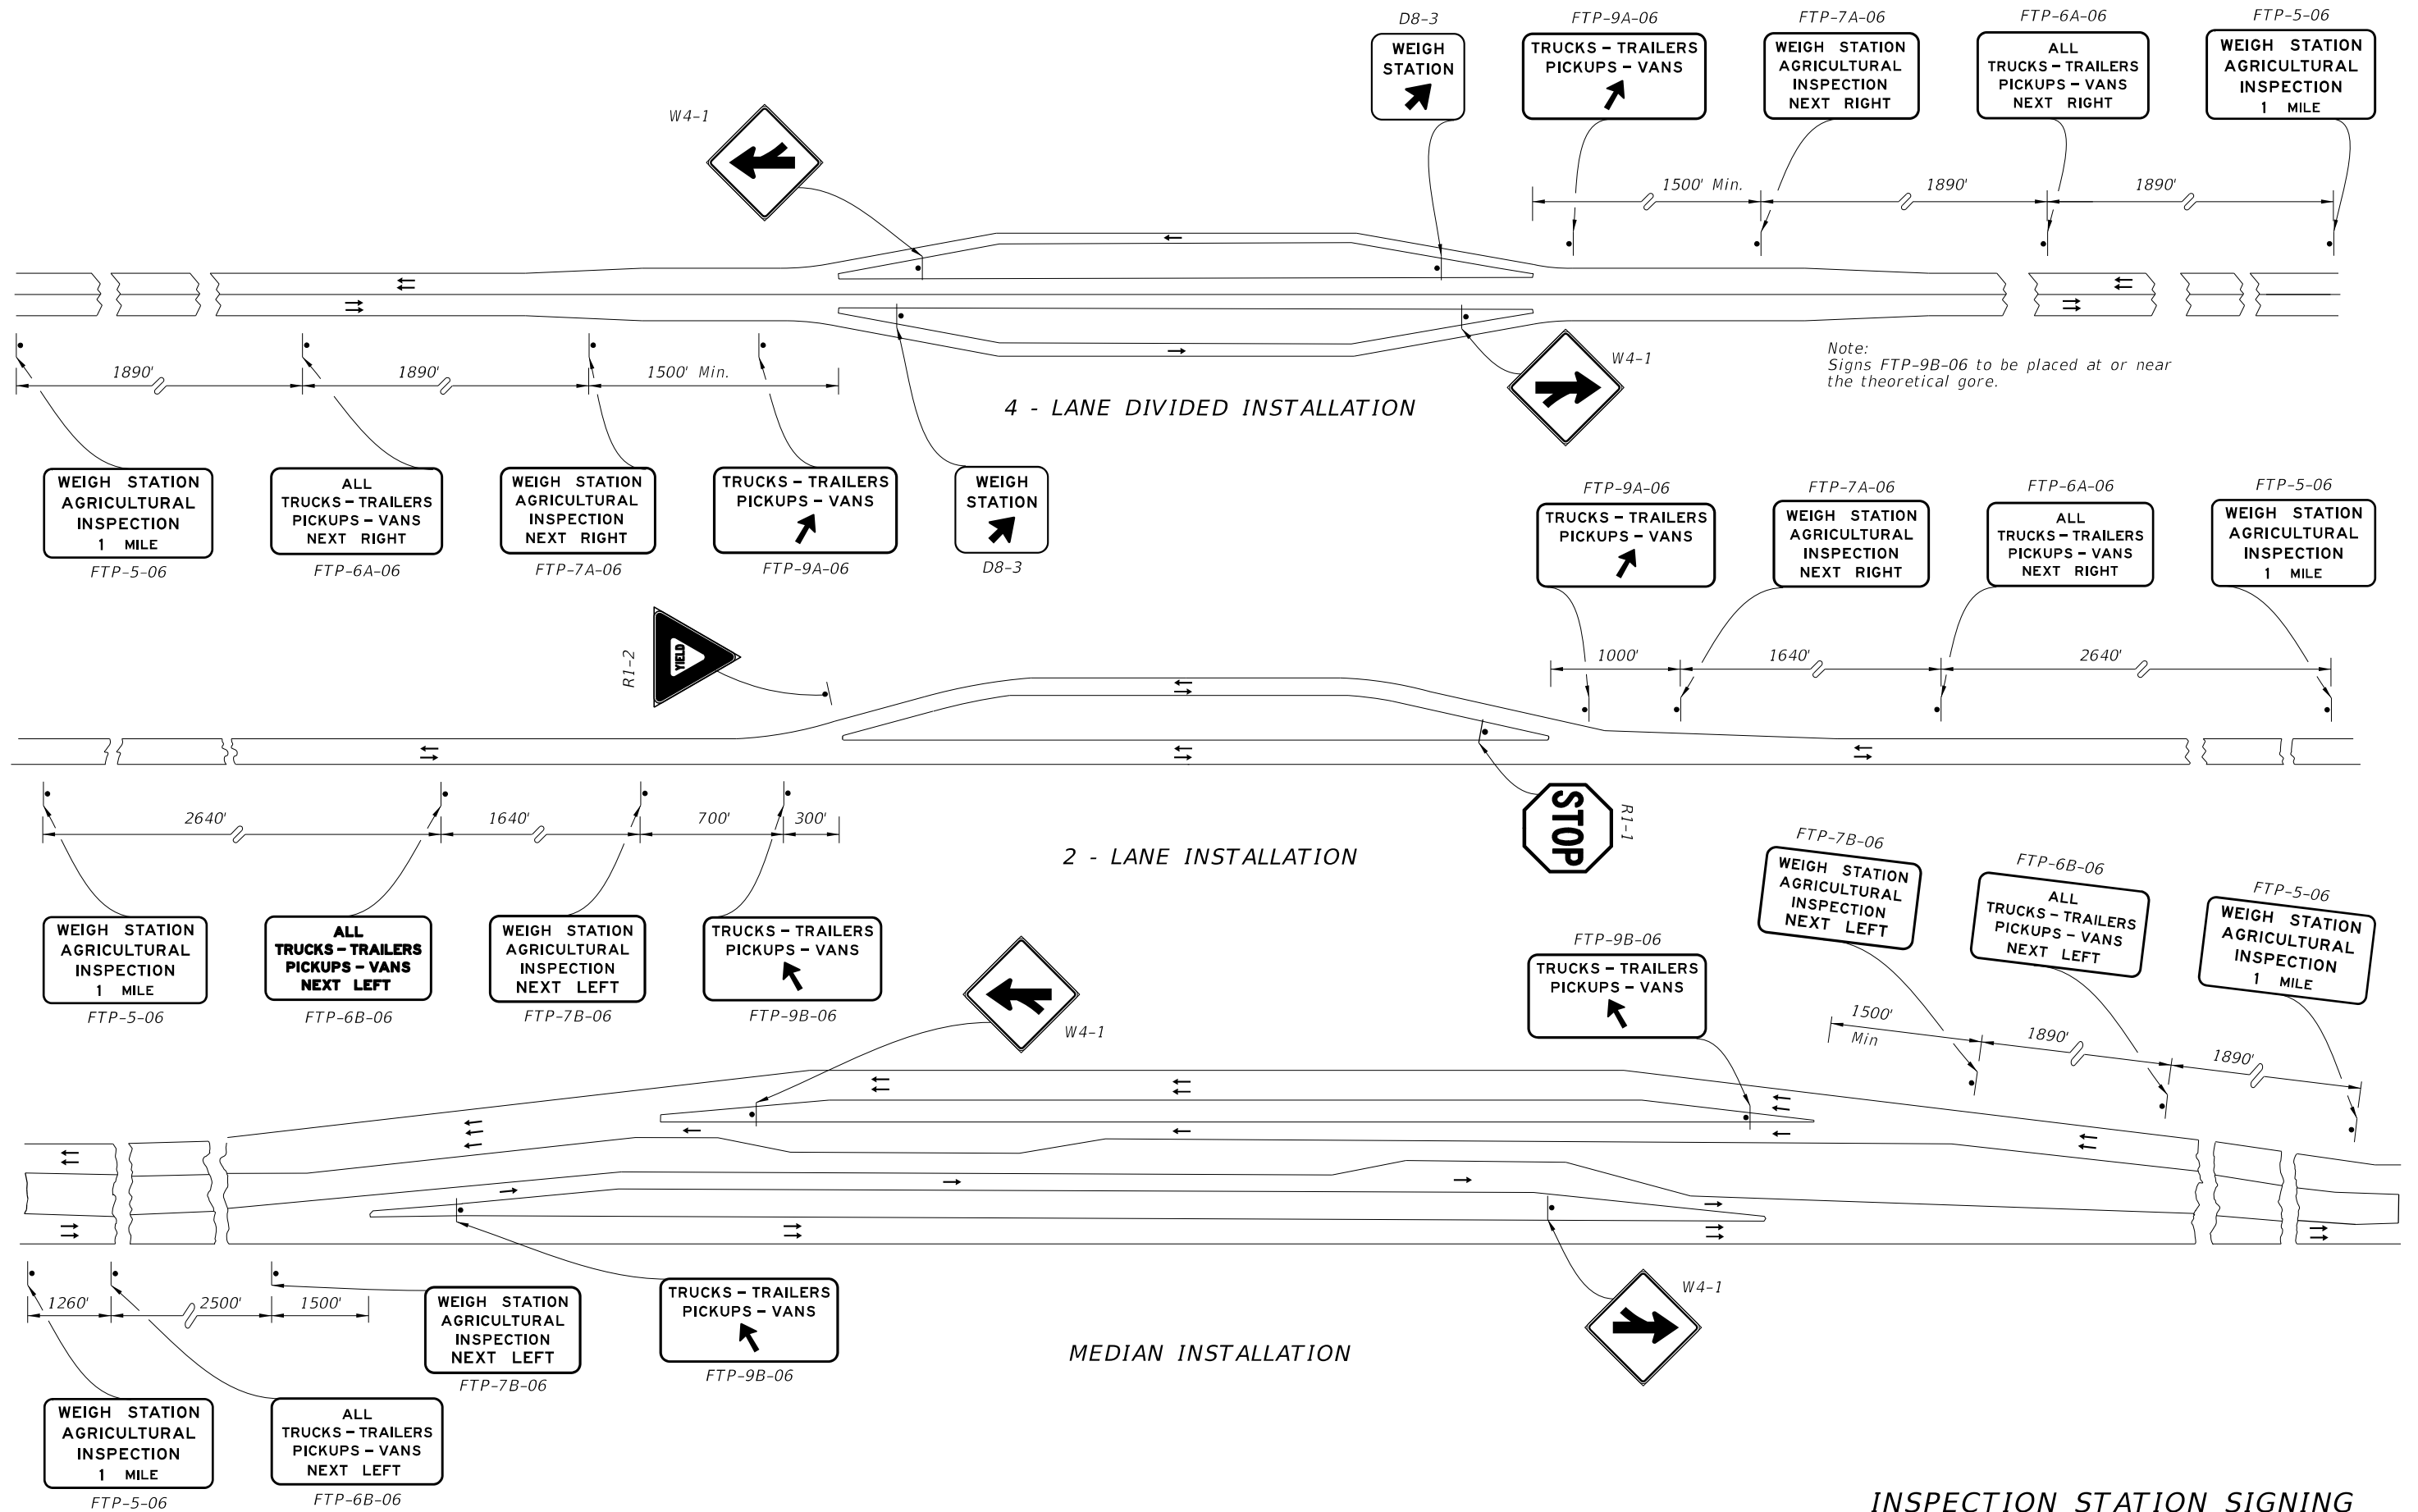 D8-3
WEIGH
STATION
FTP-9A-06
TRUCKS - TRAILERS
PICKUPS - VANS
FTP-7A-06
WEIGH STATION
AGRICULTURAL
INSPECTION
NEXT RIGHT
FTP-6A-06
ALL
TRUCKS - TRAILERS
PICKUPS - VANS
NEXT RIGHT
FTP-5-06
WEIGH STATION
AGRICULTURAL
INSPECTION
1 MILE
W4-1
1500' Min.
1890'
1890'
1890'
1890'
1500' Min.
W4-1
Note:
Signs FTP-9B-06 to be placed at or near
the theoretical gore.
4 - LANE DIVIDED INSTALLATION
WEIGH STATION
AGRICULTURAL
INSPECTION
1 MILE
FTP-5-06
ALL
TRUCKS - TRAILERS
PICKUPS - VANS
NEXT RIGHT
FTP-6A-06
WEIGH STATION
AGRICULTURAL
INSPECTION
NEXT RIGHT
FTP-7A-06
TRUCKS - TRAILERS
PICKUPS - VANS
FTP-9A-06
WEIGH
STATION
D8-3
FTP-9A-06
TRUCKS - TRAILERS
PICKUPS - VANS
FTP-7A-06
WEIGH STATION
AGRICULTURAL
INSPECTION
NEXT RIGHT
FTP-6A-06
ALL
TRUCKS - TRAILERS
PICKUPS - VANS
NEXT RIGHT
FTP-5-06
WEIGH STATION
AGRICULTURAL
INSPECTION
1 MILE
R1-2
YIELD
1000'
1640'
2640'
2640'
1640'
700'
300'
STOP
R1-1
2 - LANE INSTALLATION
WEIGH STATION
AGRICULTURAL
INSPECTION
1 MILE
FTP-5-06
ALL
TRUCKS - TRAILERS
PICKUPS - VANS
NEXT LEFT
FTP-6B-06
WEIGH STATION
AGRICULTURAL
INSPECTION
NEXT LEFT
FTP-7B-06
TRUCKS - TRAILERS
PICKUPS - VANS
FTP-9B-06
W4-1
FTP-9B-06
TRUCKS - TRAILERS
PICKUPS - VANS
FTP-7B-06
WEIGH STATION
AGRICULTURAL
INSPECTION
NEXT LEFT
FTP-6B-06
ALL
TRUCKS - TRAILERS
PICKUPS - VANS
NEXT LEFT
FTP-5-06
WEIGH STATION
AGRICULTURAL
INSPECTION
1 MILE
1500'
Min
1890'
1890'
1260'
2500'
1500'
WEIGH STATION
AGRICULTURAL
INSPECTION
NEXT LEFT
FTP-7B-06
TRUCKS - TRAILERS
PICKUPS - VANS
FTP-9B-06
W4-1
MEDIAN INSTALLATION
WEIGH STATION
AGRICULTURAL
INSPECTION
1 MILE
FTP-5-06
ALL
TRUCKS - TRAILERS
PICKUPS - VANS
NEXT LEFT
FTP-6B-06
INSPECTION STATION SIGNING